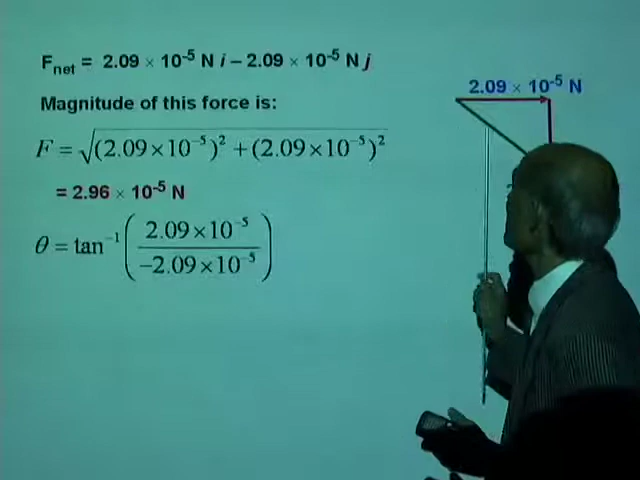 F_net = 2.09 × 10^-5 N i – 2.09 × 10^-5 N j
Magnitude of this force is:
F = √((2.09×10^-5)^2 + (2.09×10^-5)^2)
= 2.96 × 10^-5 N
θ = tan^-1 (2.09×10^-5 / -2.09×10^-5)
2.09 × 10^-5 N